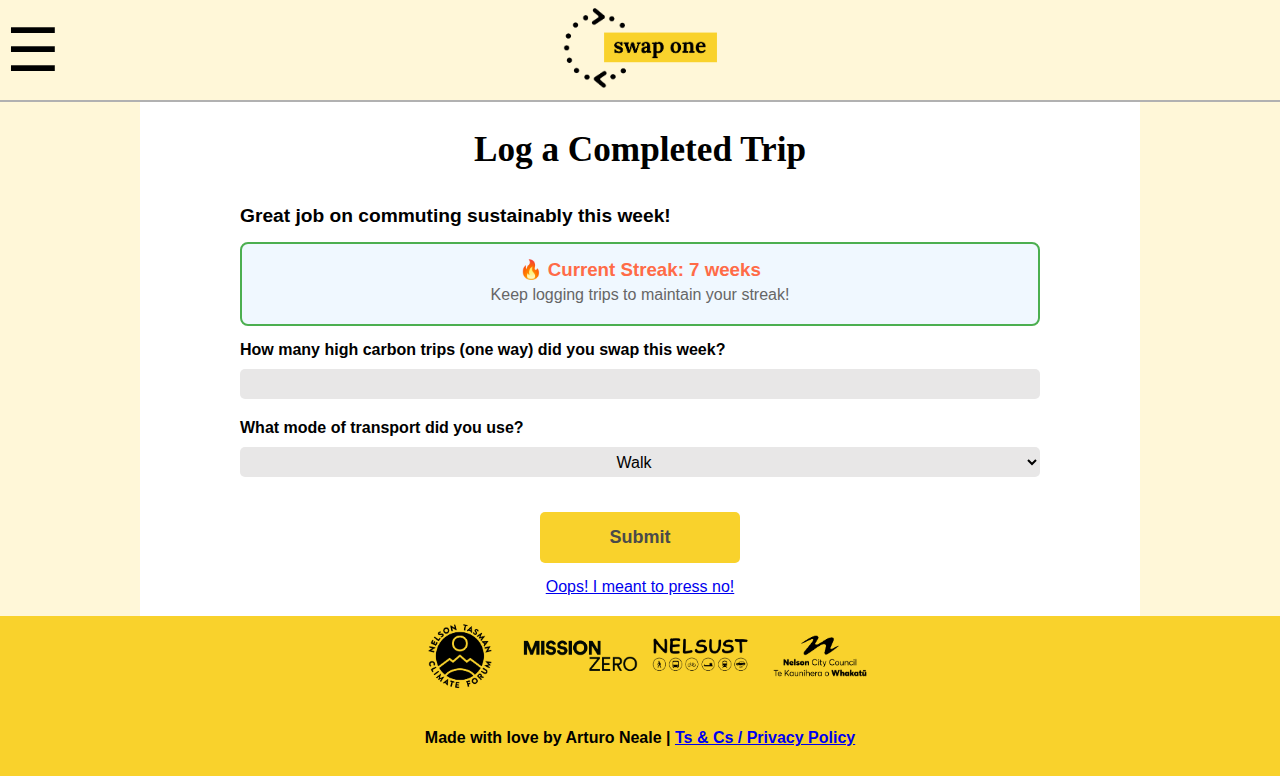 swap one
Log a Completed Trip
Great job on commuting sustainably this week!
🔥 Current Streak: 7 weeks
Keep logging trips to maintain your streak!
How many high carbon trips (one way) did you swap this week?
What mode of transport did you use?
Walk
Submit
Oops! I meant to press no!
NELSON TASMAN
CLIMATE FORUM
MISSION
ZERO
NELSUST
Nelson City Council
Te Kaunihera o Whakatū
Made with love by Arturo Neale | Ts & Cs / Privacy Policy